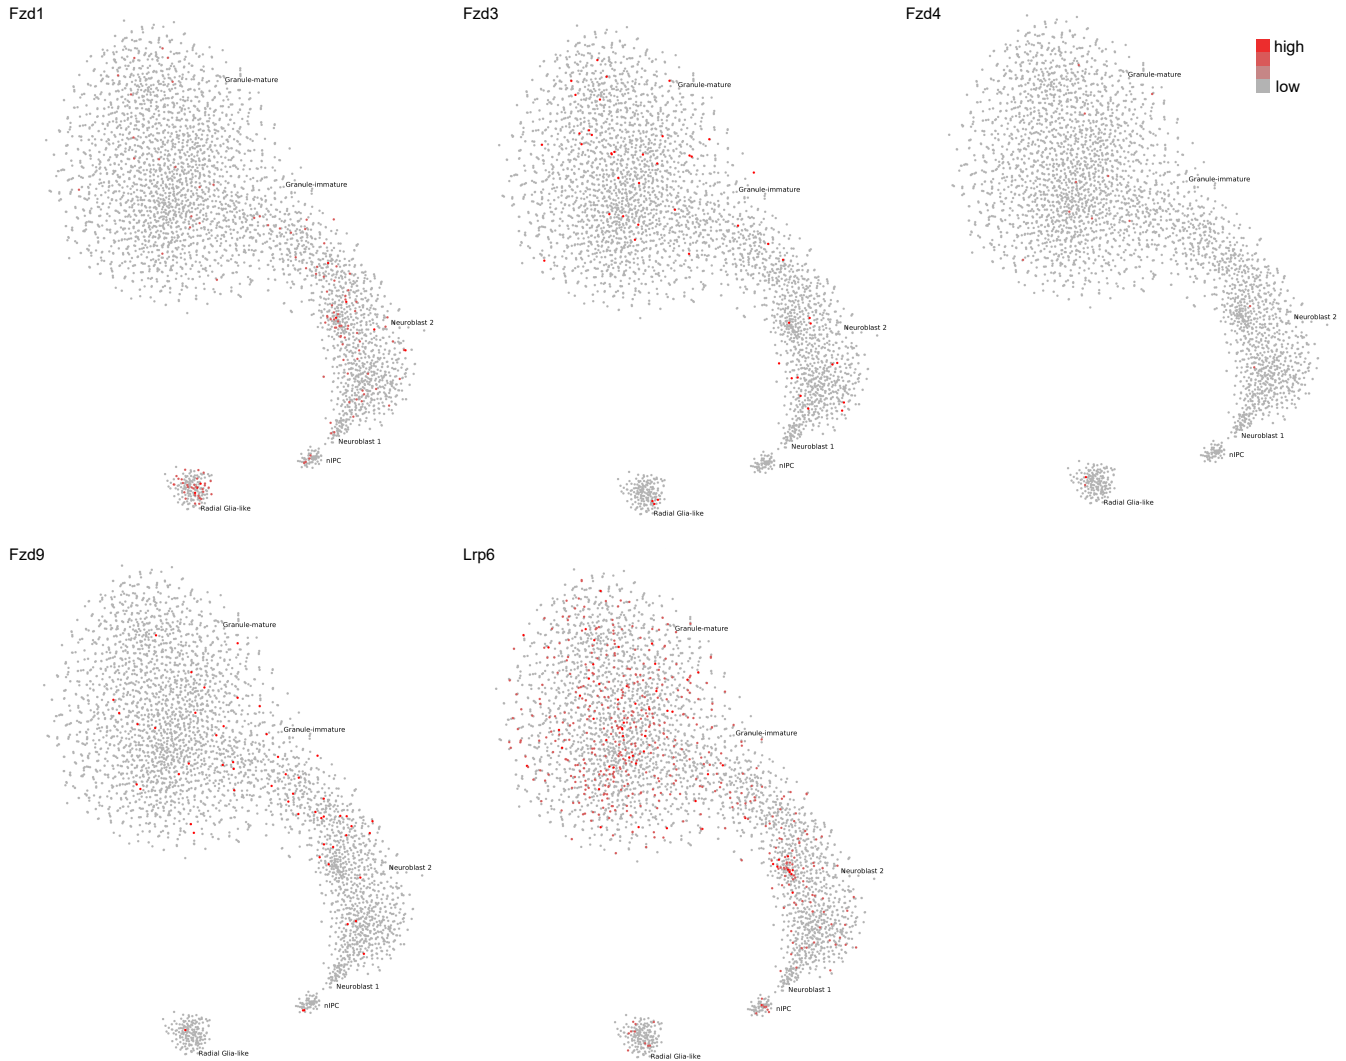 Fzd1
Granule-mature
Granule-immature
Neuroblast 2
Neuroblast 1
nIPC
Radial Glia-like
Fzd3
Granule-mature
Granule-immature
Neuroblast 2
Neuroblast 1
nIPC
Radial Glia-like
Fzd4
high
low
Granule-mature
Granule-immature
Neuroblast 2
Neuroblast 1
nIPC
Radial Glia-like
Fzd9
Granule-mature
Granule-immature
Neuroblast 2
Neuroblast 1
nIPC
Radial Glia-like
Lrp6
Granule-mature
Granule-immature
Neuroblast 2
Neuroblast 1
nIPC
Radial Glia-like